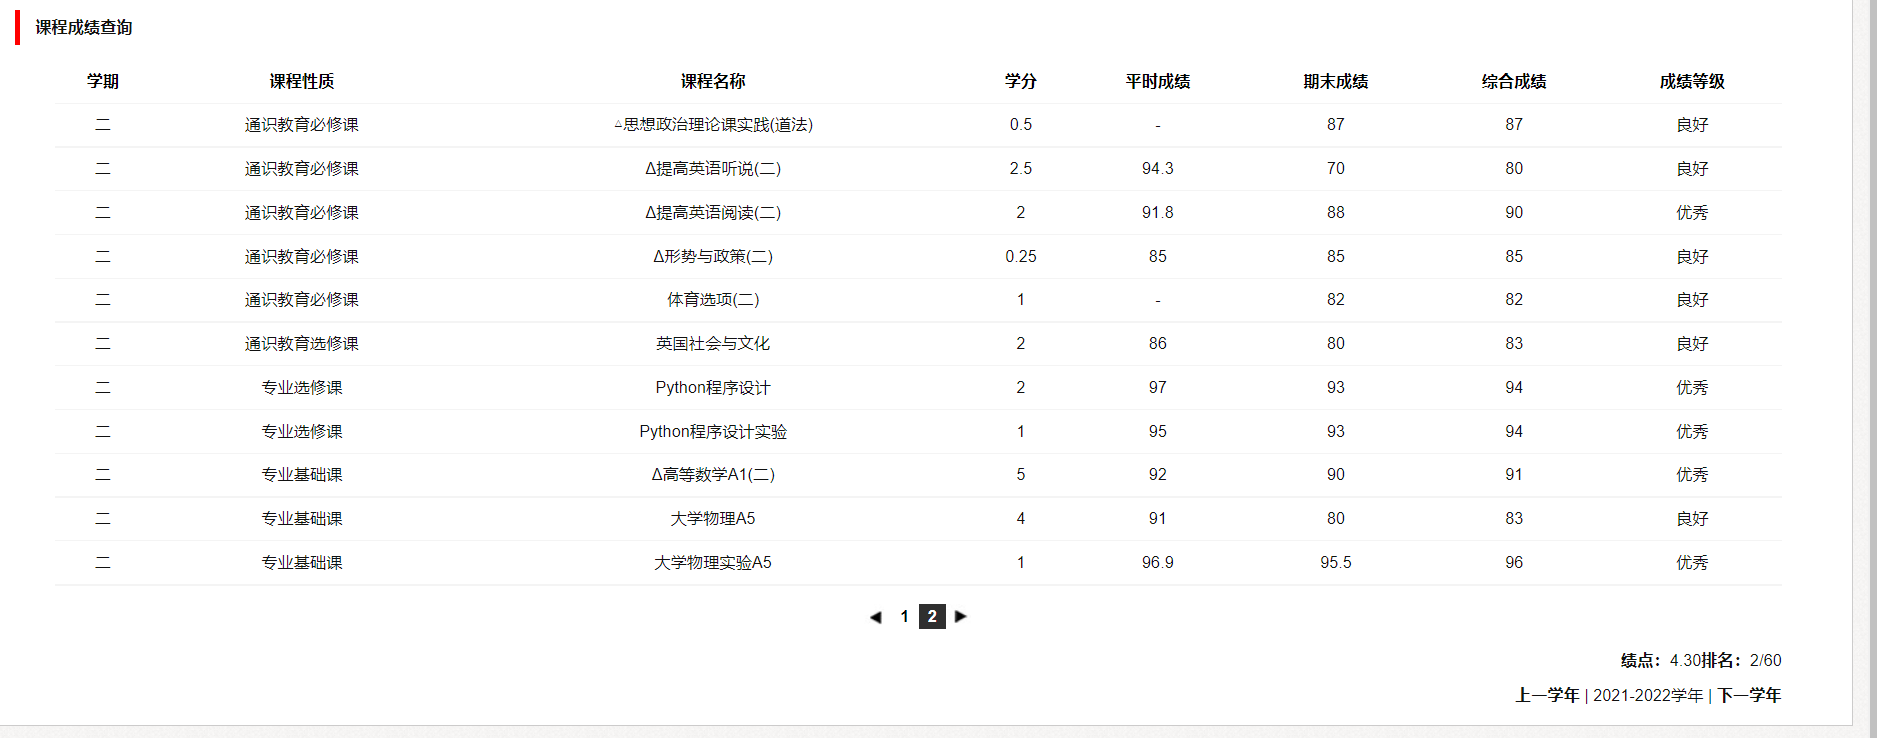 课程成绩查询
学期 课程性质 课程名称 学分 平时成绩 期末成绩 综合成绩 成绩等级
二 通识教育必修课 △思想政治理论课实践(道法) 0.5 - 87 87 良好
二 通识教育必修课 Δ提高英语听说(二) 2.5 94.3 70 80 良好
二 通识教育必修课 Δ提高英语阅读(二) 2 91.8 88 90 优秀
二 通识教育必修课 Δ形势与政策(二) 0.25 85 85 85 良好
二 通识教育必修课 体育选项(二) 1 - 82 82 良好
二 通识教育选修课 英国社会与文化 2 86 80 83 良好
二 专业选修课 Python程序设计 2 97 93 94 优秀
二 专业选修课 Python程序设计实验 1 95 93 94 优秀
二 专业基础课 Δ高等数学A1(二) 5 92 90 91 优秀
二 专业基础课 大学物理A5 4 91 80 83 良好
二 专业基础课 大学物理实验A5 1 96.9 95.5 96 优秀
◀ 1 2 ▶
绩点：4.30排名：2/60
上一学年 | 2021-2022学年 | 下一学年